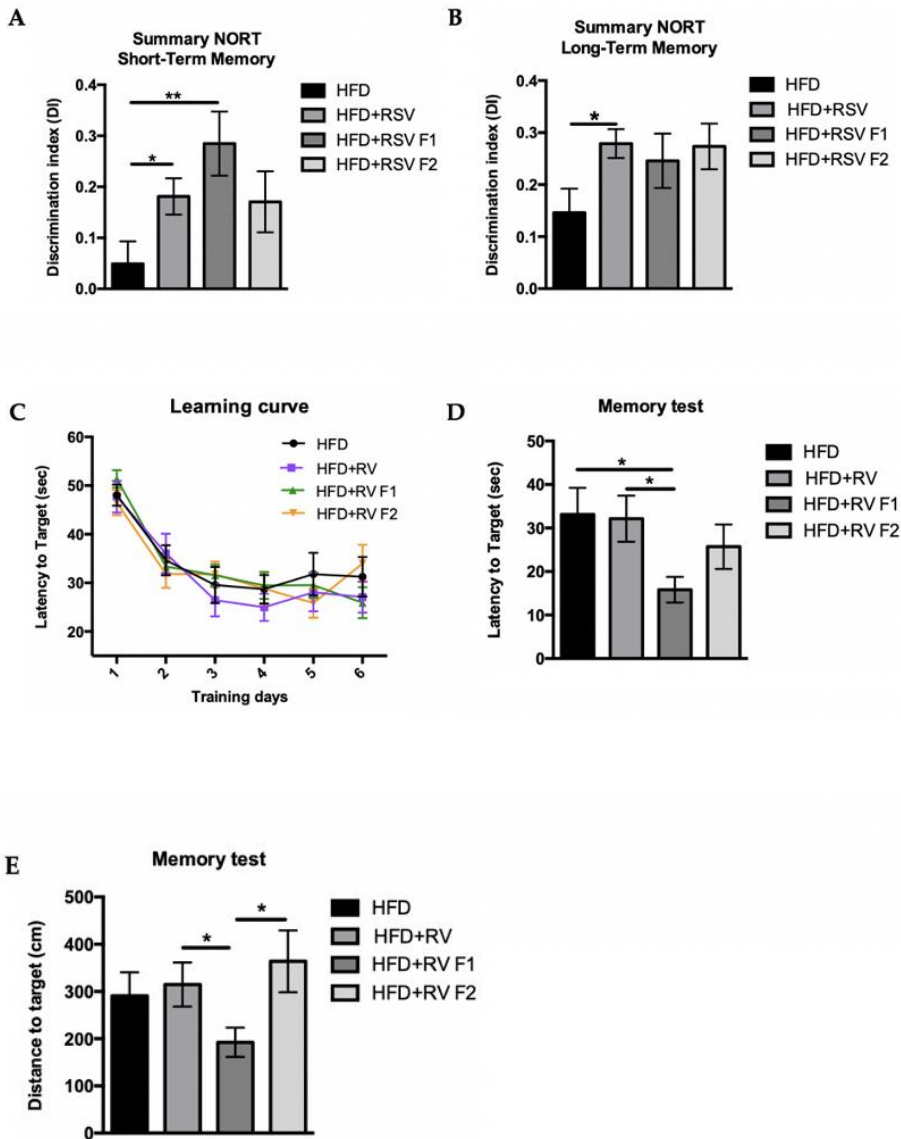 A
Summary NORT
Short-Term Memory
Discrimination index (DI)
0.4
0.3
0.2
0.1
0.0
**
*
HFD
HFD+RSV
HFD+RSV F1
HFD+RSV F2
B
Summary NORT
Long-Term Memory
Discrimination index (DI)
0.4
0.3
0.2
0.1
0.0
*
HFD
HFD+RSV
HFD+RSV F1
HFD+RSV F2
C
Learning curve
Latency to Target (sec)
60
50
40
30
20
HFD
HFD+RV
HFD+RV F1
HFD+RV F2
1 2 3 4 5 6
Training days
D
Memory test
Latency to Target (sec)
50
40
30
20
10
0
*
*
HFD
HFD+RV
HFD+RV F1
HFD+RV F2
E
Memory test
Distance to target (cm)
500
400
300
200
100
0
*
*
HFD
HFD+RV
HFD+RV F1
HFD+RV F2